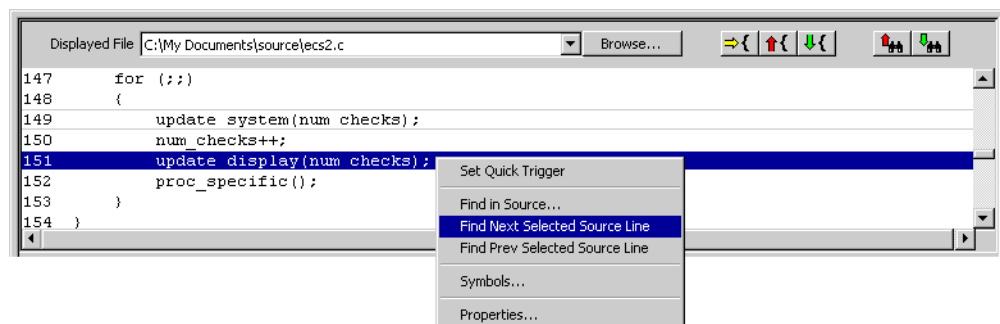 Displayed File C:\My Documents\source\ecs2.c Browse... ⇒{ ⬆{ ⬇{
147 for (;;)
148 {
149 update system(num checks);
150 num_checks++;
151 update display(num checks);
152 proc_specific();
153 }
154 }
Set Quick Trigger
Find in Source...
Find Next Selected Source Line
Find Prev Selected Source Line
Symbols...
Properties...